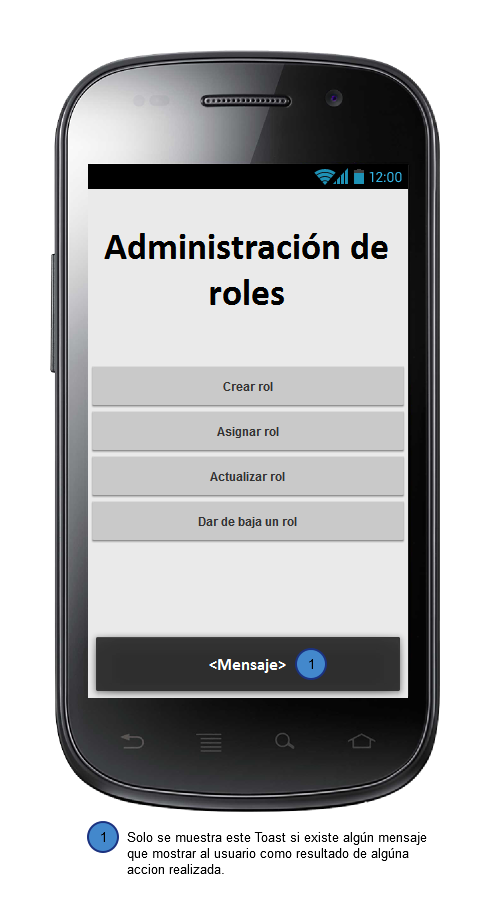 12:00
Administración de
roles
Crear rol
Asignar rol
Actualizar rol
Dar de baja un rol
<Mensaje> 1
1 Solo se muestra este Toast si existe algún mensaje
que mostrar al usuario como resultado de algúna
accion realizada.